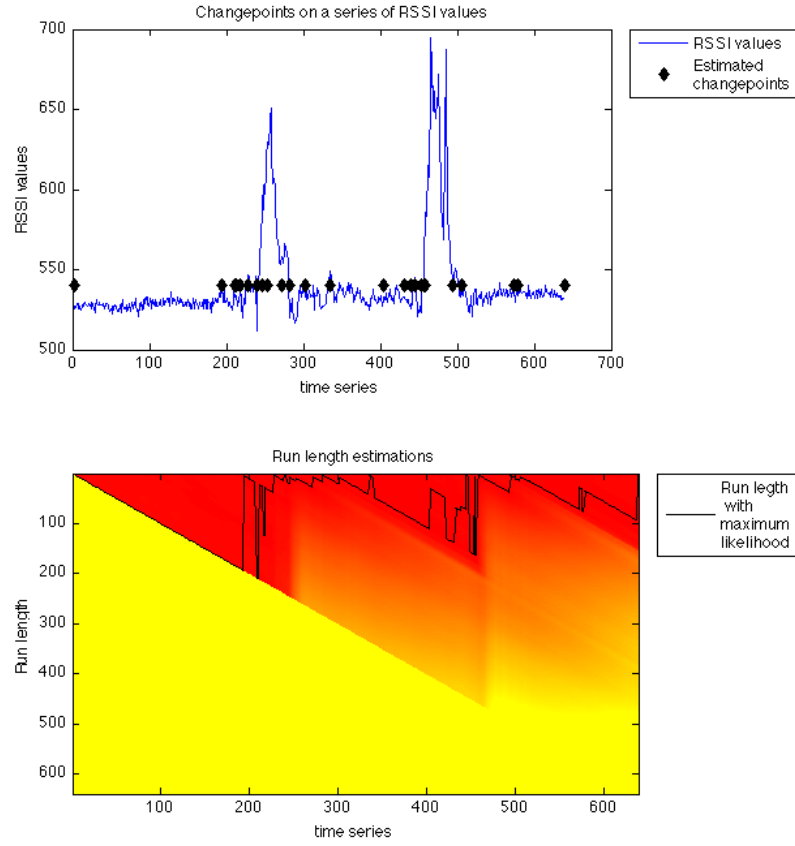 Changepoints on a series of RSSI values
700
650
600
550
500
RSSI values
0
100
200
300
400
500
600
700
time series
RSSI values
Estimated
changepoints
Run length estimations
100
200
300
400
500
600
Run length
100
200
300
400
500
600
time series
Run legth
with
maximum
likelihood